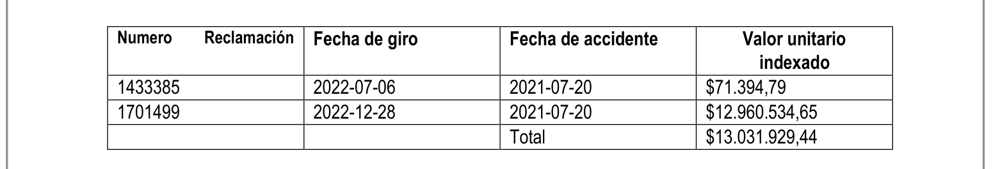 Numero Reclamación Fecha de giro Fecha de accidente Valor unitario
indexado
1433385 2022-07-06 2021-07-20 $71.394,79
1701499 2022-12-28 2021-07-20 $12.960.534,65
Total $13.031.929,44